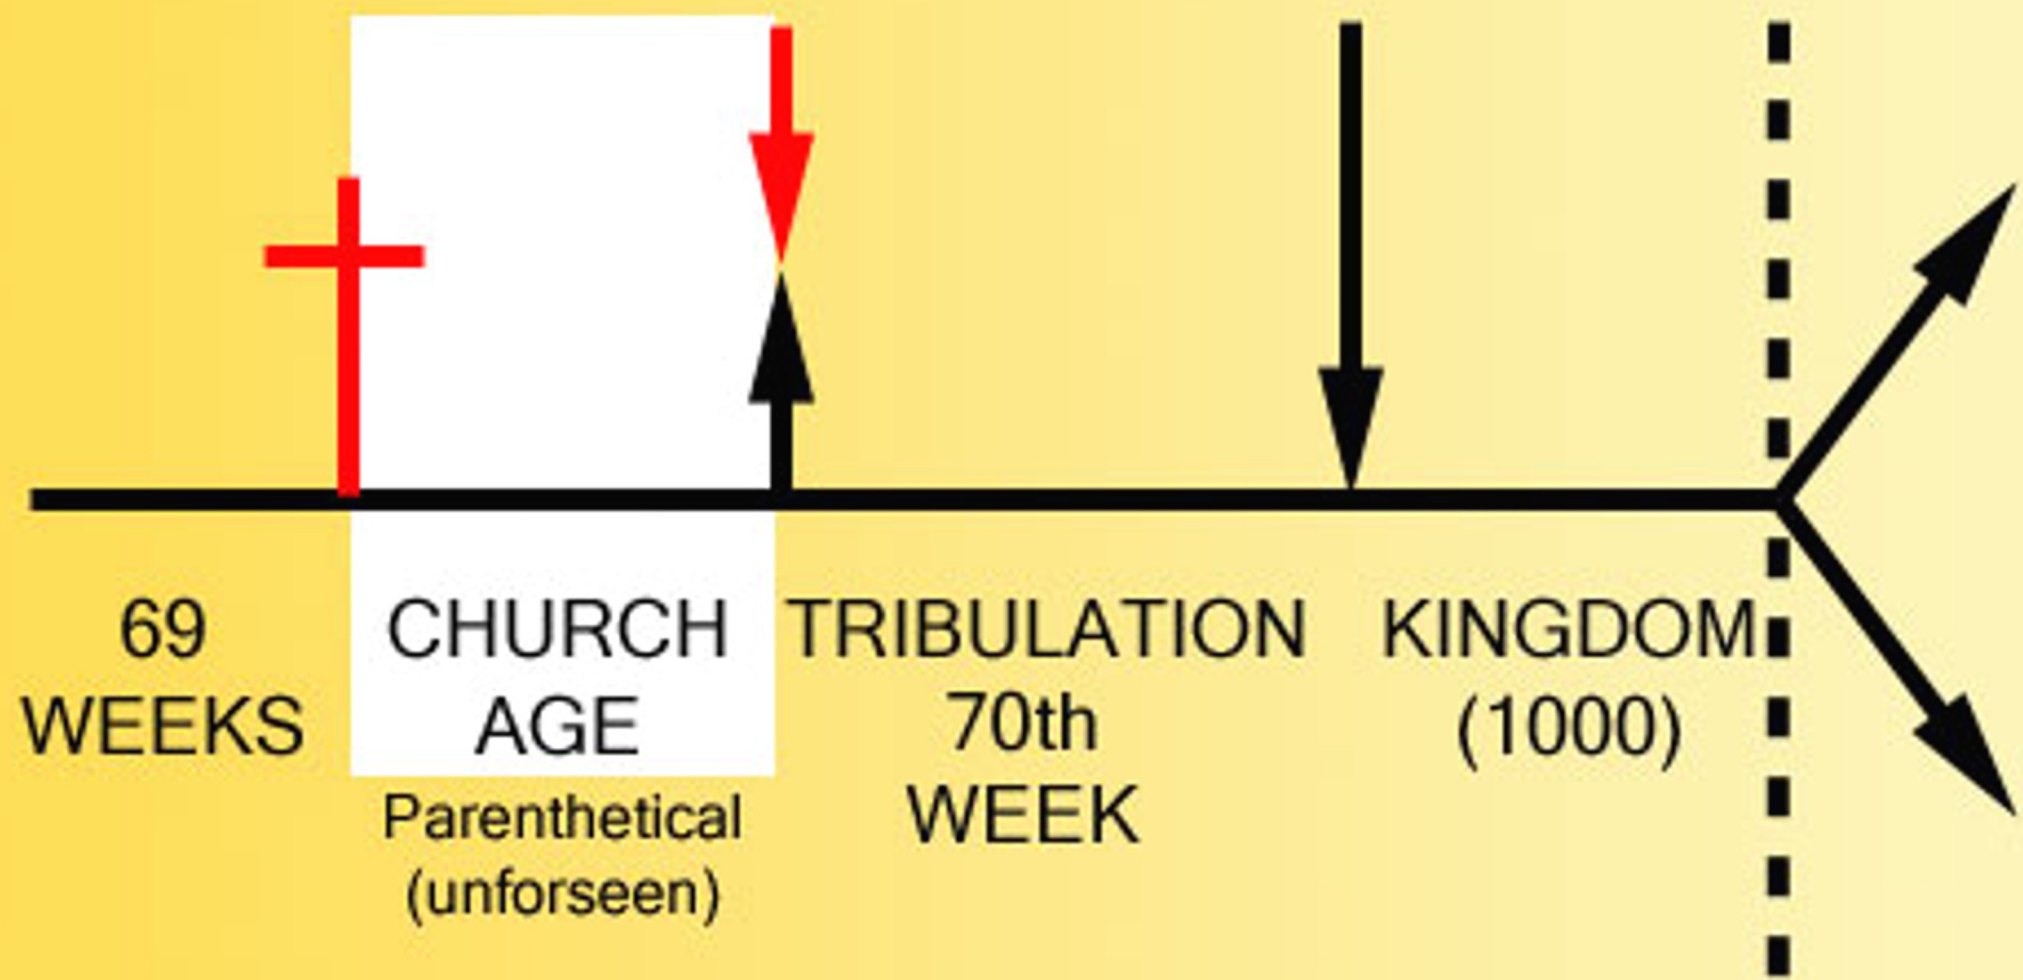 69
WEEKS
CHURCH
AGE
Parenthetical
(unforseen)
TRIBULATION
70th
WEEK
KINGDOM
(1000)